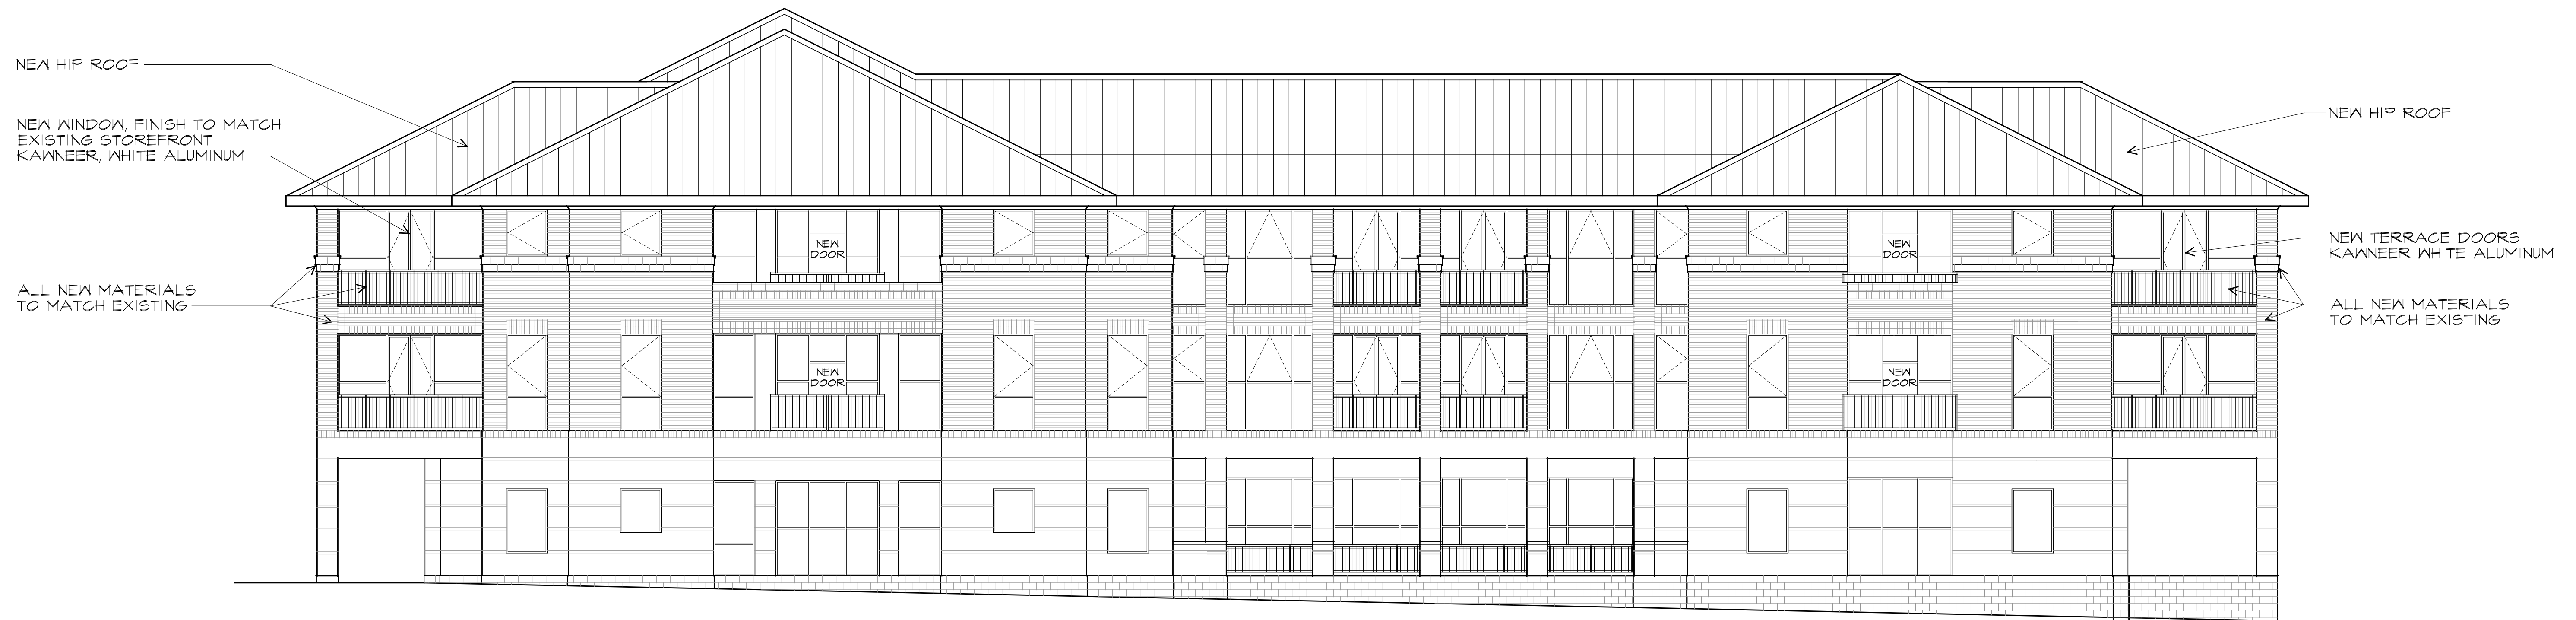 NEW HIP ROOF
NEW WINDOW, FINISH TO MATCH
EXISTING STOREFRONT
KAWNEER, WHITE ALUMINUM
ALL NEW MATERIALS
TO MATCH EXISTING
NEW
DOOR
NEW
DOOR
NEW
DOOR
NEW
DOOR
NEW HIP ROOF
NEW TERRACE DOORS
KAWNEER WHITE ALUMINUM
ALL NEW MATERIALS
TO MATCH EXISTING